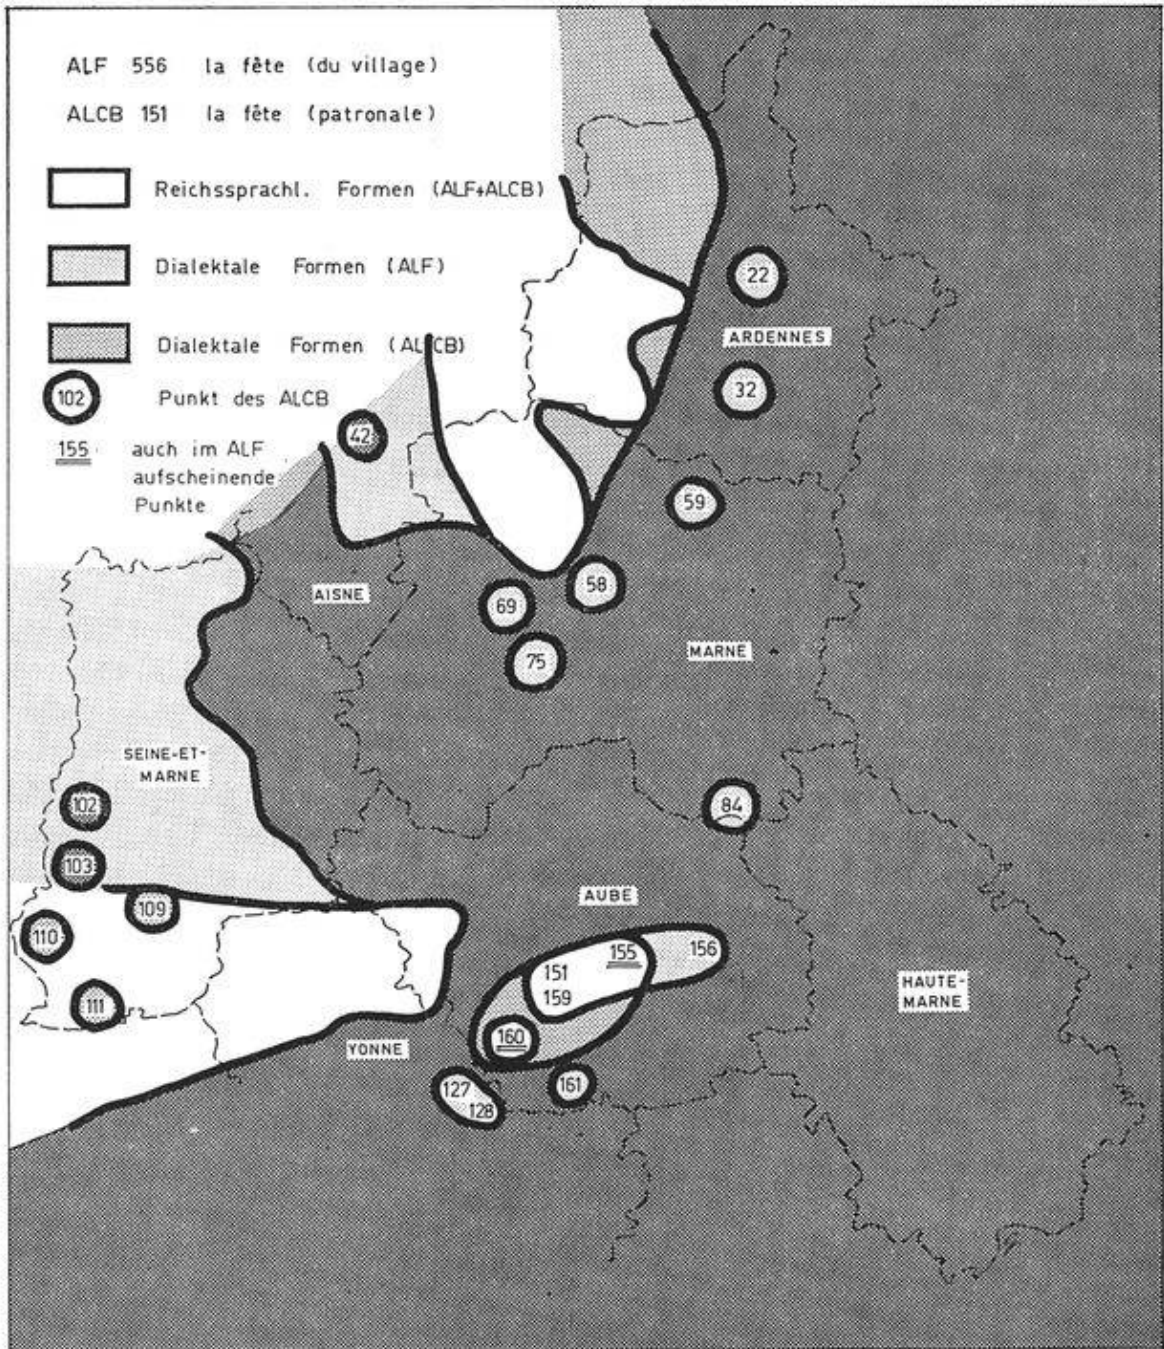 ALF 556 la fête (du village)
ALCB 151 la fête (patronale)
Reichssprachl. Formen (ALF+ALCB)
Dialektale Formen (ALF)
Dialektale Formen (ALCB)
102 Punkt des ALCB
155 auch im ALF
aufscheinende
Punkte
22
ARDENNES
32
42
59
58
AISNE
69
MARNE
75
SEINE-ET-
MARNE
102
84
103
AUBE
109
110
155
156
151
HAUTE-
MARNE
159
111
160
YONNE
161
127
128